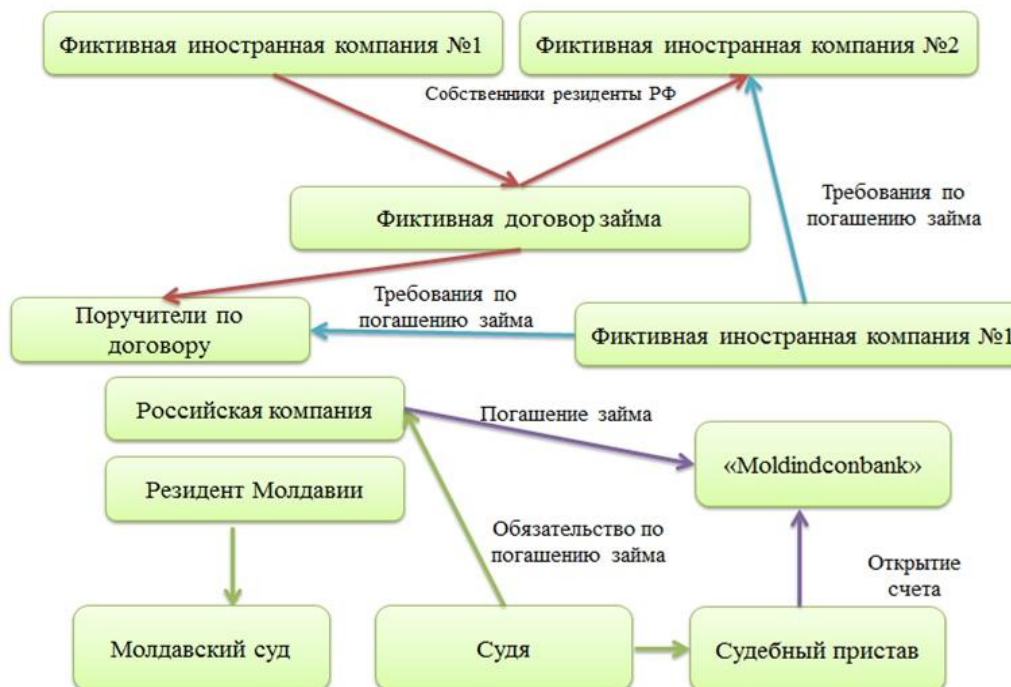 Фиктивная иностранная компания №1
Фиктивная иностранная компания №2
Собственники резиденты РФ
Фиктивная договор займа
Требования по
погашению займа
Поручители по
договору
Требования по
погашению займа
Фиктивная иностранная компания №1
Российская компания
Погашение займа
«Moldindconbank»
Резидент Молдавии
Обязательство по
погашению займа
Открытие
счета
Молдавский суд
Судя
Судебный пристав